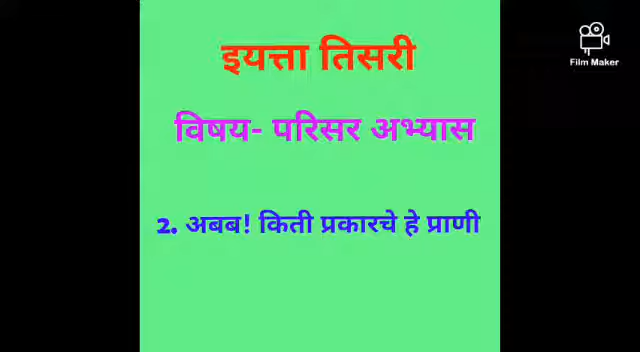 इयत्ता तिसरी
Film Maker
विषय- परिसर अभ्यास
2. अबब! किती प्रकारचे हे प्राणी